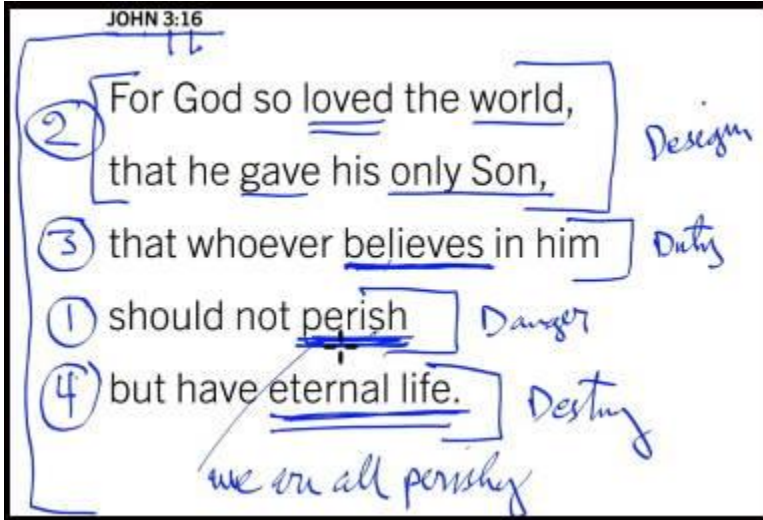 JOHN 3:16
② For God so loved the world,
that he gave his only Son,
Design
③ that whoever believes in him Duty
① should not perish Danger
④ but have eternal life. Destiny
we are all perishing